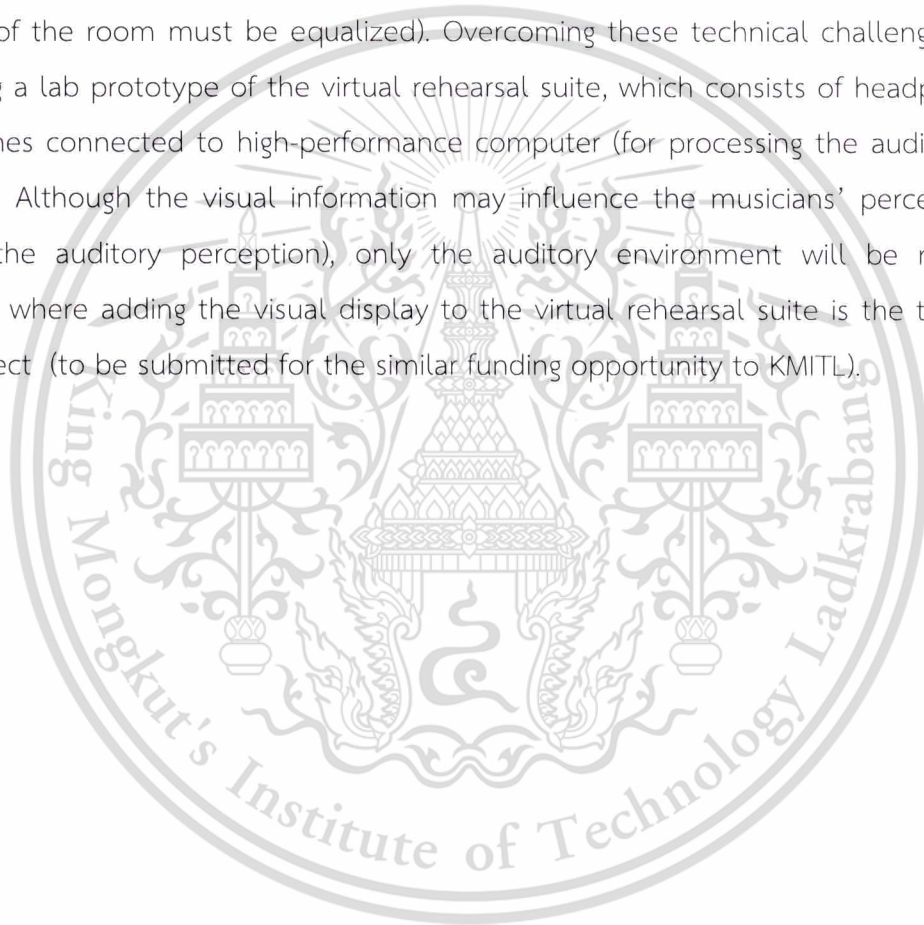 of the room must be equalized). Overcoming these technical challeng
g a lab prototype of the virtual rehearsal suite, which consists of headp
nes connected to high-performance computer (for processing the audi
Although the visual information may influence the musicians' perce
the auditory perception), only the auditory environment will be
where adding the visual display to the virtual rehearsal suite is the t
ect (to be submitted for the similar funding opportunity to KMITL).
King Mongkut's Institute of Technology Ladkrabang